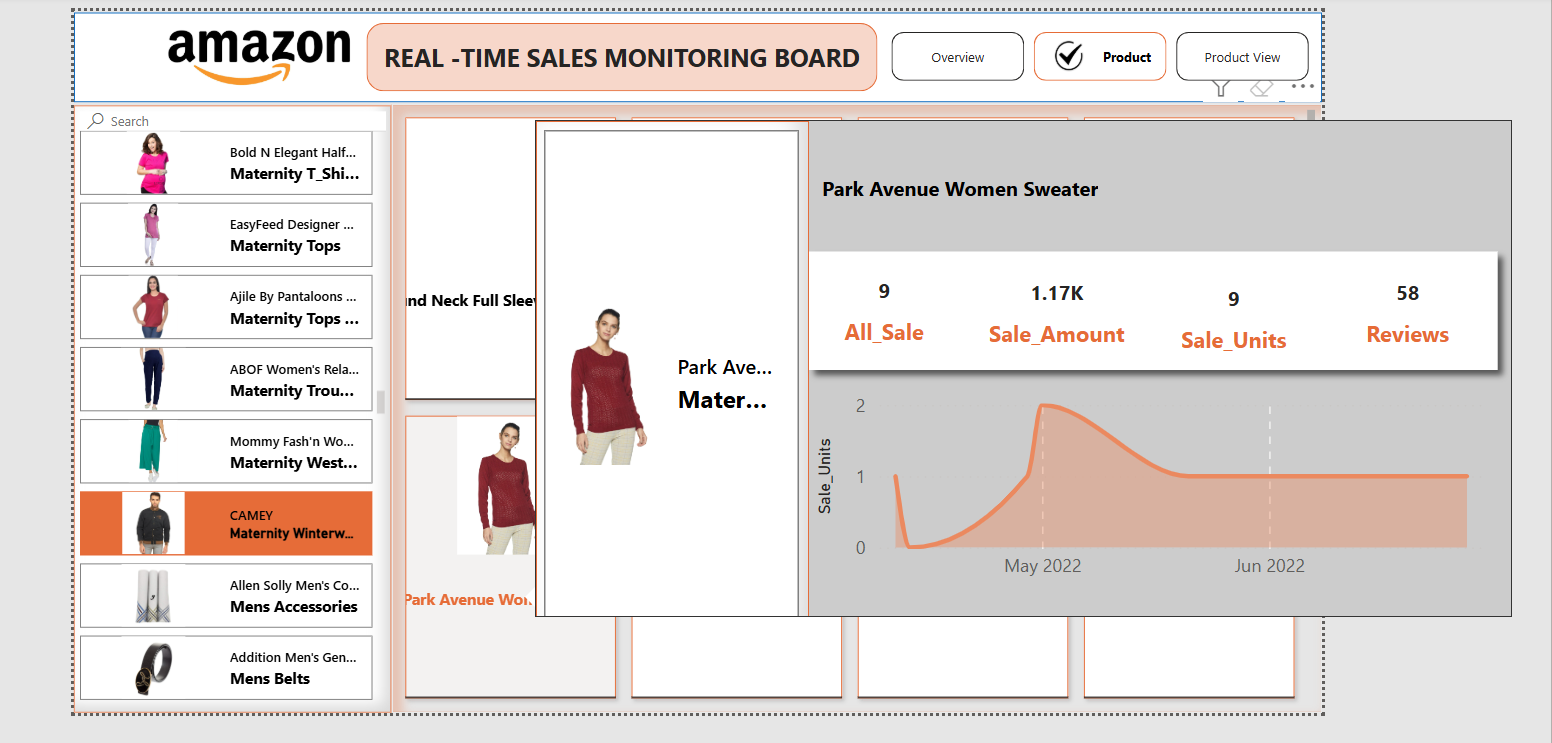 amazon
REAL -TIME SALES MONITORING BOARD
Overview
Product
Product View
Search
Bold N Elegant Half...
Maternity T_Shi...
EasyFeed Designer ...
Maternity Tops
Ajile By Pantaloons ...
Maternity Tops ...
ABOF Women's Rela...
Maternity Trou...
Mommy Fash'n Wo...
Maternity West...
CAMEY
Maternity Winterw...
Allen Solly Men's Co...
Mens Accessories
Addition Men's Gen...
Mens Belts
Neck Full
Park Avenue
Park Ave...
Mater...
Park Avenue Women Sweater
9
All_Sale
1.17K
Sale_Amount
9
Sale_Units
58
Reviews
Sale_Units
2
1
0
May 2022
Jun 2022